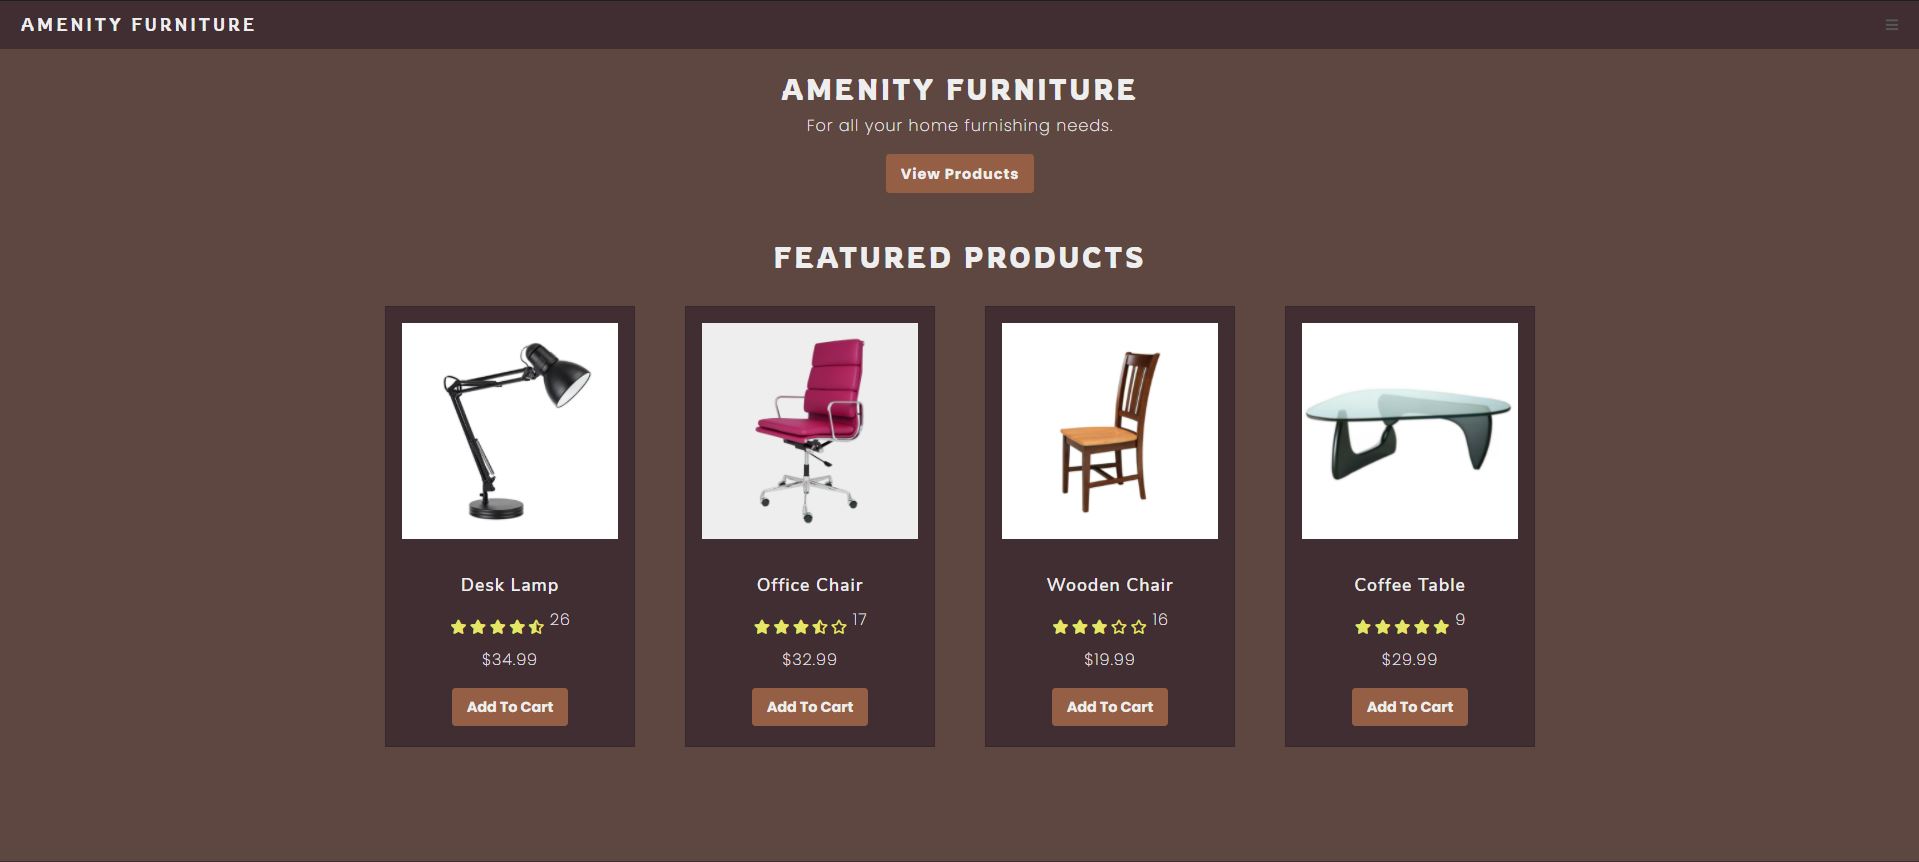 AMENITY FURNITURE
AMENITY FURNITURE
For all your home furnishing needs.
View Products
FEATURED PRODUCTS
Desk Lamp
26
$34.99
Add To Cart
Office Chair
17
$32.99
Add To Cart
Wooden Chair
16
$19.99
Add To Cart
Coffee Table
9
$29.99
Add To Cart